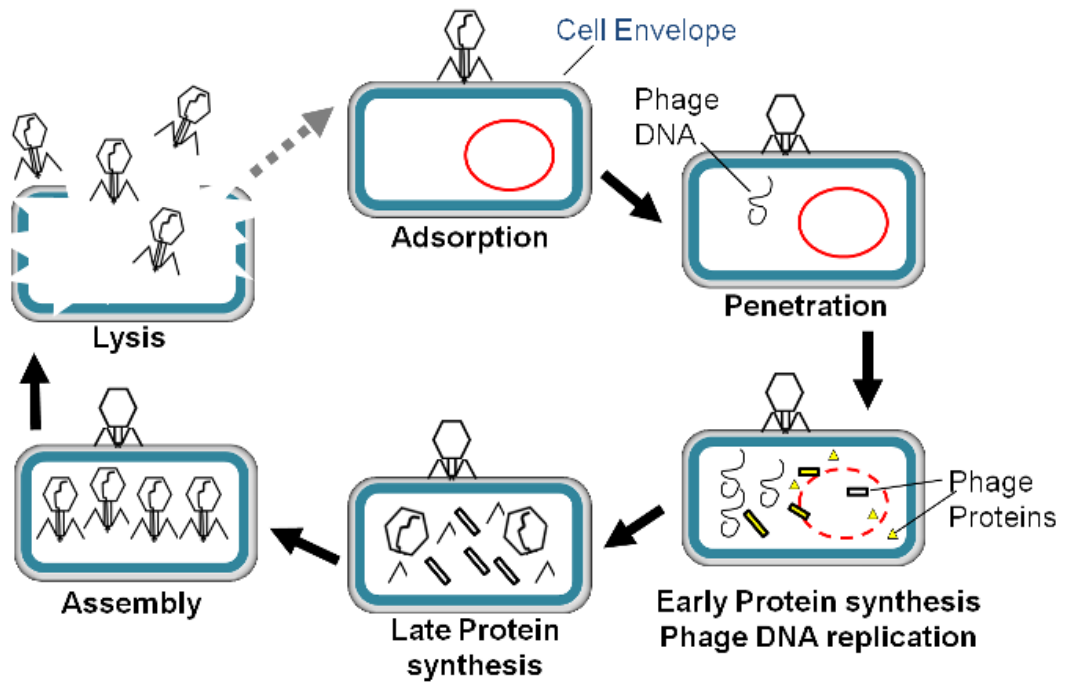 Cell Envelope
Adsorption
Phage
DNA
Penetration
Phage
Proteins
Early Protein synthesis
Phage DNA replication
Late Protein
synthesis
Assembly
Lysis